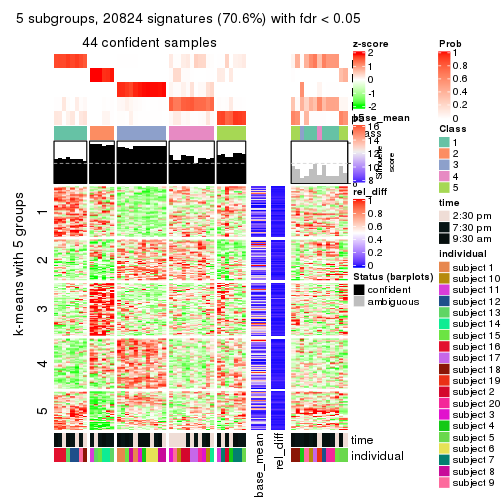 5 subgroups, 20824 signatures (70.6%) with fdr < 0.05
44 confident samples
k-means with 5 groups
1
2
3
4
5
z-score
2
1
0
-1
-2
base_mean
16
14
12
10
8
rel_diff
1
0.8
0.6
0.4
0.2
0
Silhouette
score
Status (barplots)
confident
ambiguous
Prob
1
0.8
0.6
0.4
0.2
0
Class
1
2
3
4
5
time
2:30 pm
7:30 pm
9:30 am
Individual
subject 1
subject 10
subject 11
subject 12
subject 13
subject 14
subject 15
subject 16
subject 17
subject 18
subject 19
subject 2
subject 20
subject 3
subject 4
subject 5
subject 6
subject 7
subject 8
subject 9
time
individual
base_mean
rel_diff